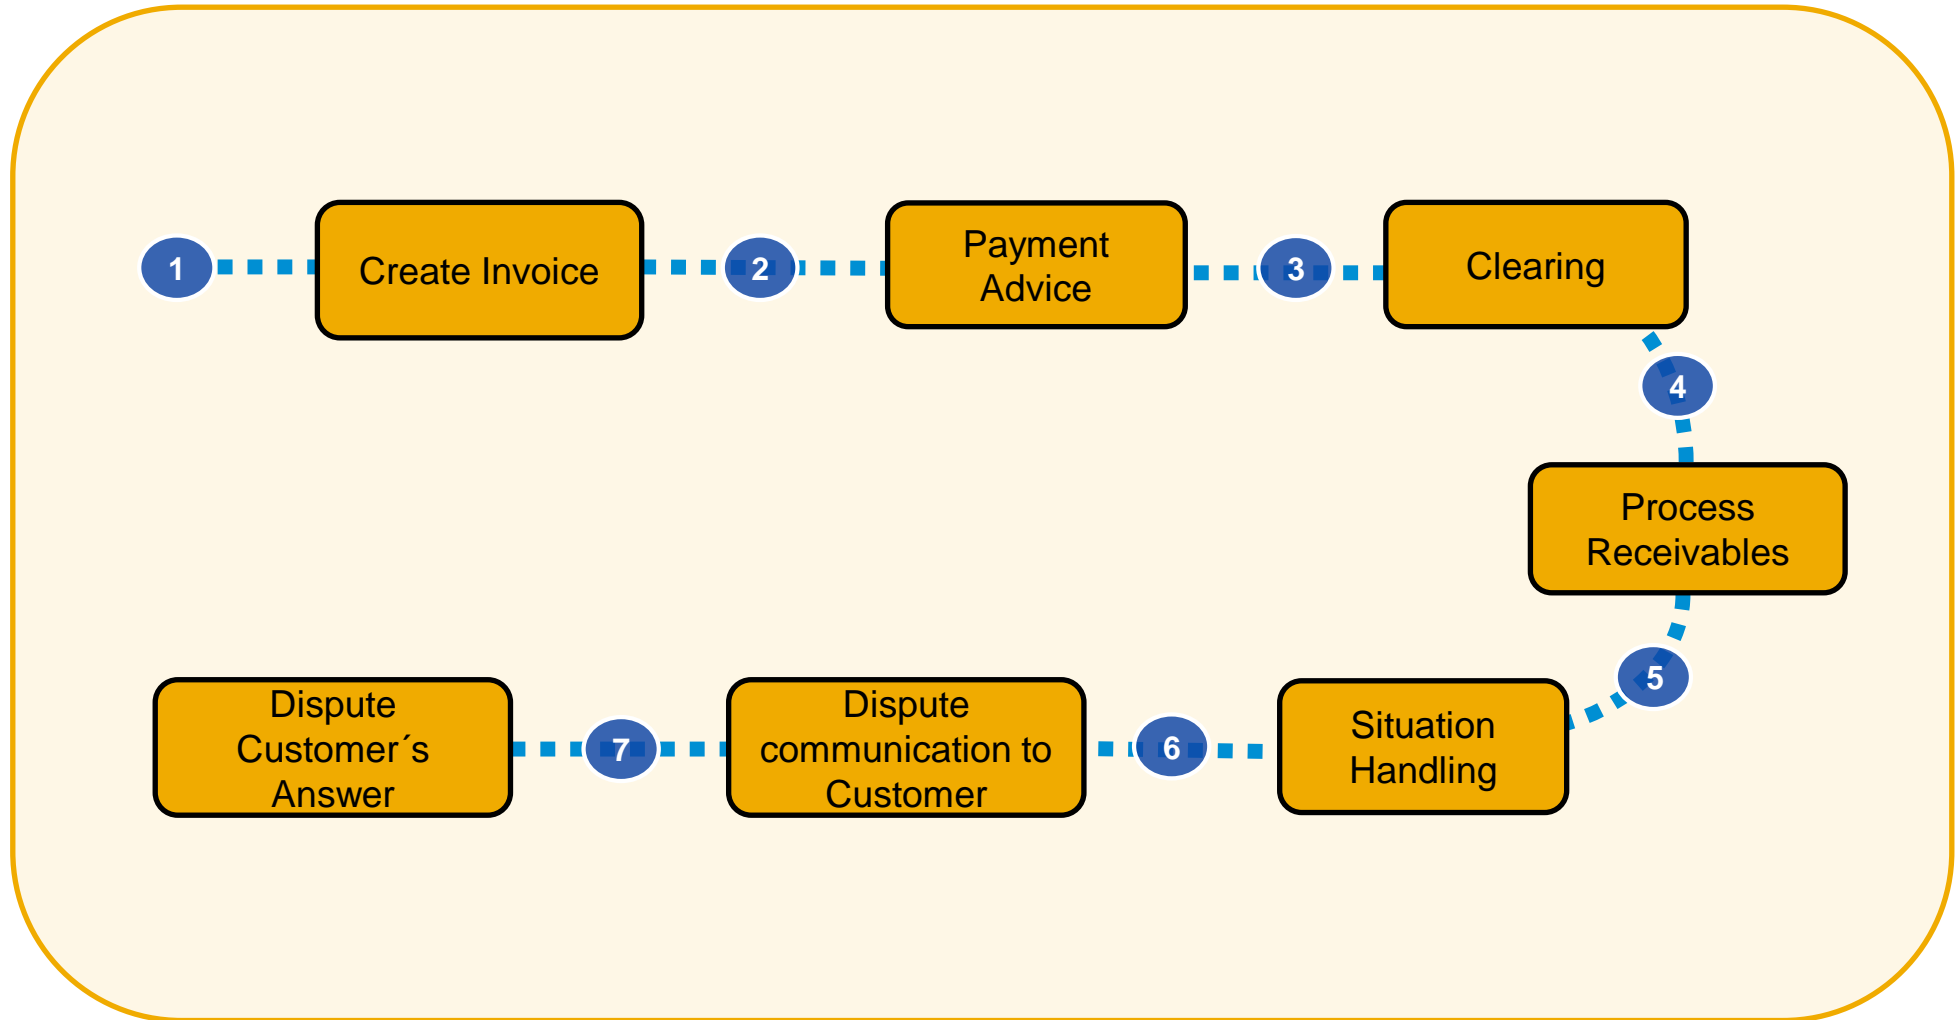 1
Create Invoice
2
Payment
Advice
3
Clearing
4
Process
Receivables
5
Situation
Handling
6
Dispute
communication to
Customer
7
Dispute
Customer´s
Answer